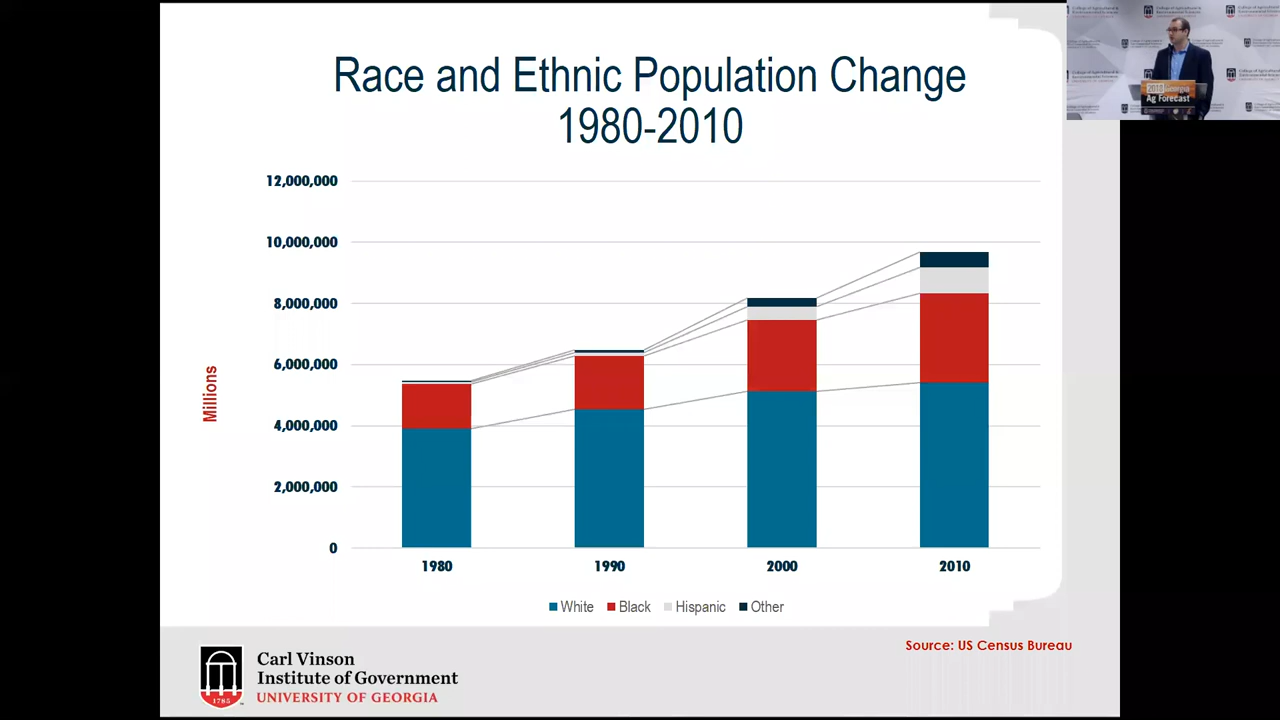 Race and Ethnic Population Change
1980-2010
12,000,000
10,000,000
8,000,000
6,000,000
4,000,000
2,000,000
0
Millions
1980 1990 2000 2010
White Black Hispanic Other
Source: US Census Bureau
Carl Vinson
Institute of Government
UNIVERSITY OF GEORGIA
1785
Georgia
Ag Forecast